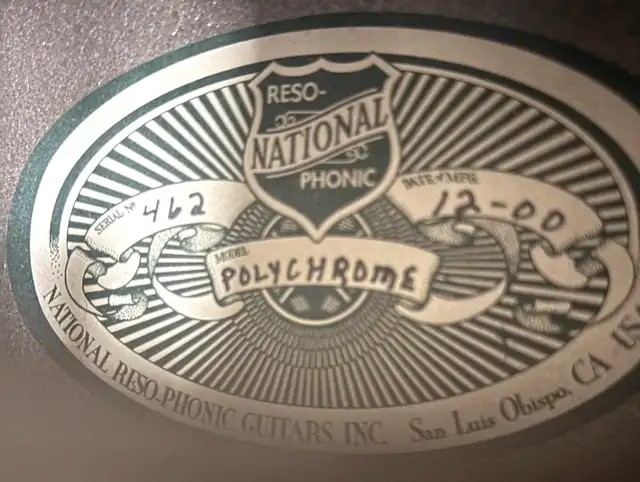 RESO-
NATIONAL
PHONIC
SERIAL Nº 462
DATE of MFR 12-00
MODEL
POLYCHROME
NATIONAL RESO-PHONIC GUITARS INC. San Luis Obispo, CA US